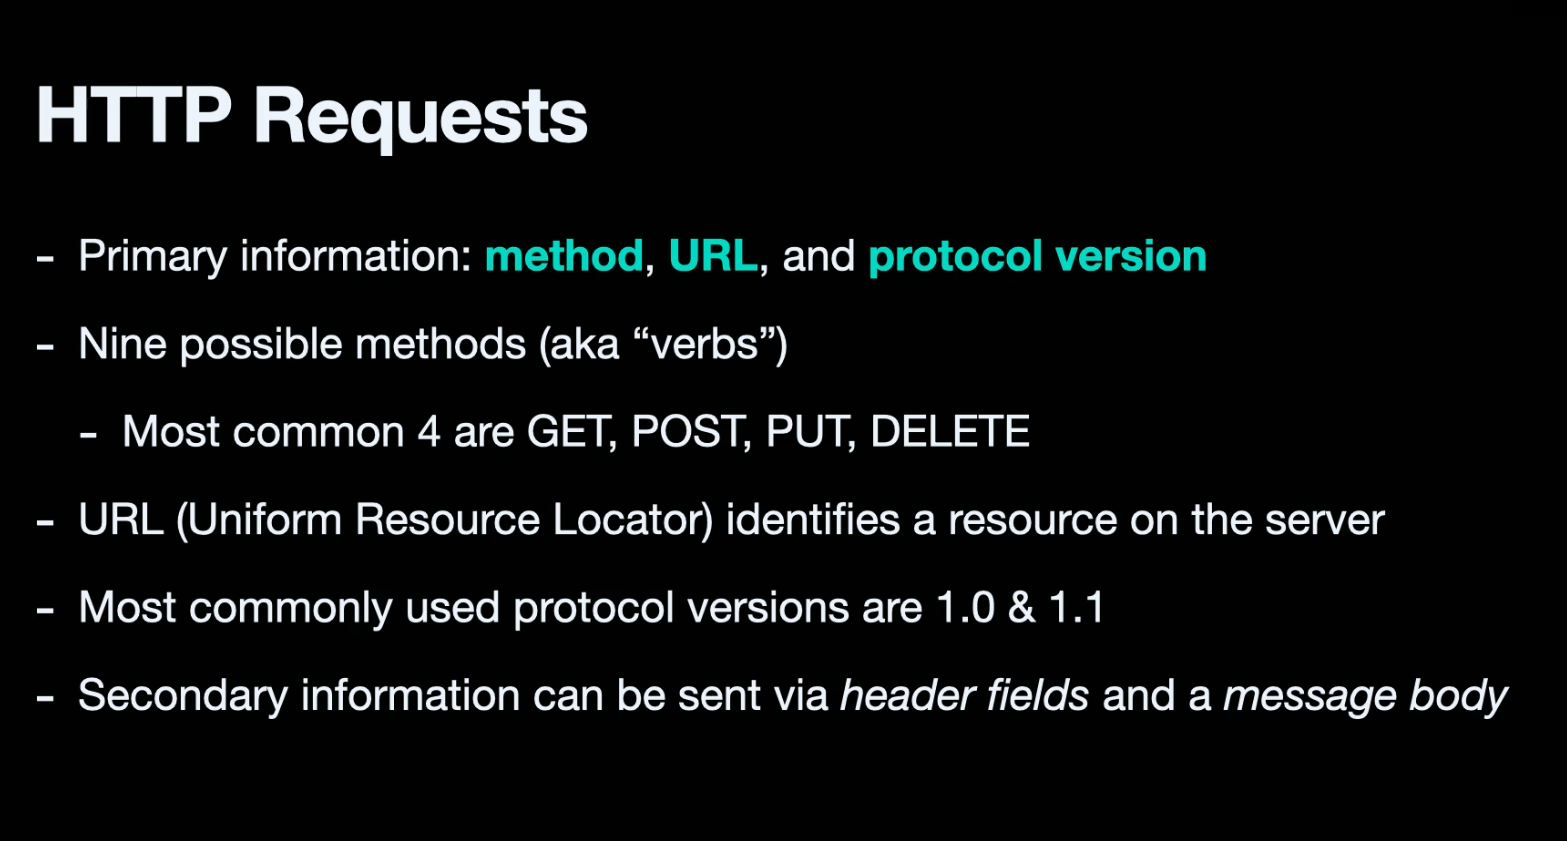 HTTP Requests
- Primary information: method, URL, and protocol version
- Nine possible methods (aka “verbs”)
- Most common 4 are GET, POST, PUT, DELETE
- URL (Uniform Resource Locator) identifies a resource on the server
- Most commonly used protocol versions are 1.0 & 1.1
- Secondary information can be sent via header fields and a message body